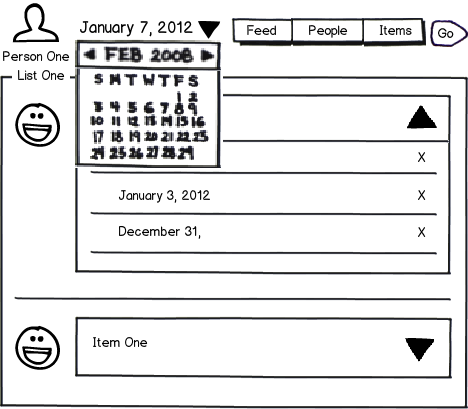 January 7, 2012
Feed People Items Go
Person One
List One
FEB 2008
S M T W T F S
1 2
3 4 5 6 7 8 9
10 11 12 13 14 15 16
17 18 19 20 21 22 23
24 25 26 27 28 29
X
January 3, 2012 X
December 31, X
Item One